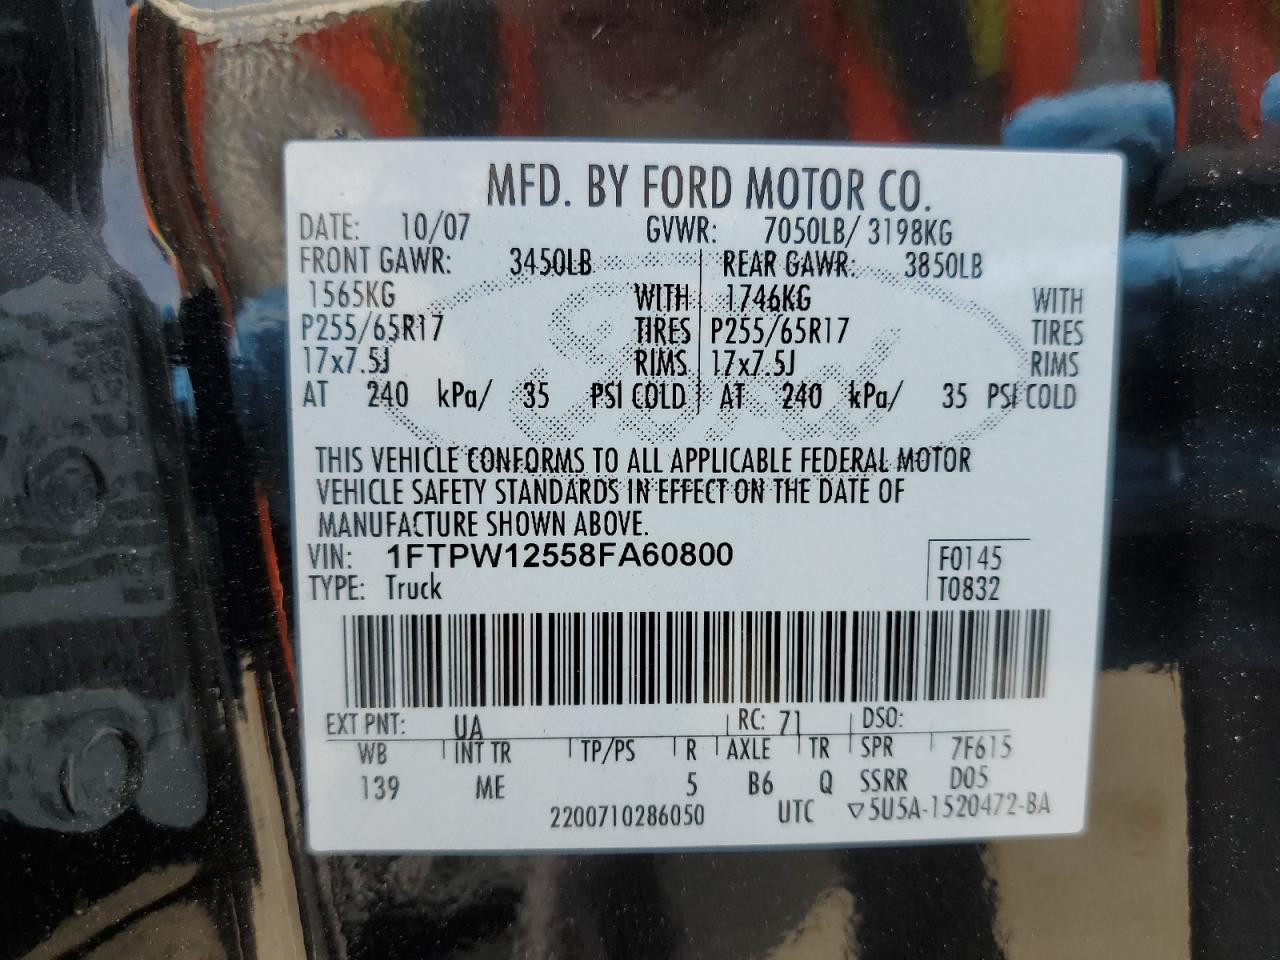 MFD. BY FORD MOTOR CO.
DATE: 10/07 GVWR: 7050LB/ 3198KG
FRONT GAWR: 3450LB REAR GAWR: 3850LB
1565KG WITH 1746KG WITH
P255/65R17 TIRES P255/65R17 TIRES
17x7.5J RIMS 17x7.5J RIMS
AT 240 kPa/ 35 PSI COLD AT 240 kPa/ 35 PSI COLD
THIS VEHICLE CONFORMS TO ALL APPLICABLE FEDERAL MOTOR
VEHICLE SAFETY STANDARDS IN EFFECT ON THE DATE OF
MANUFACTURE SHOWN ABOVE.
VIN: 1FTPW12558FA60800 F0145
TYPE: Truck T0832
EXT PNT: UA RC: 71 DSO:
WB INT TR TP/PS R AXLE TR SPR 7F615
139 ME 5 B6 Q SSRR D05
2200710286050 UTC ▽5U5A-1520472-BA